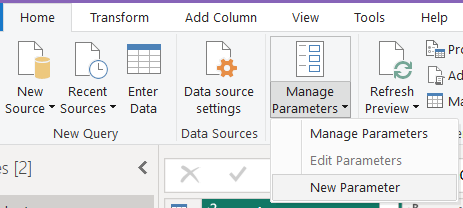 Home Transform Add Column View Tools Help
New Source
Recent Sources
Enter Data
Data source settings
Manage Parameters
Refresh Preview
Pro
Ad
Ma
New Query
Data Sources
Manage Parameters
Edit Parameters
New Parameter
es [2]